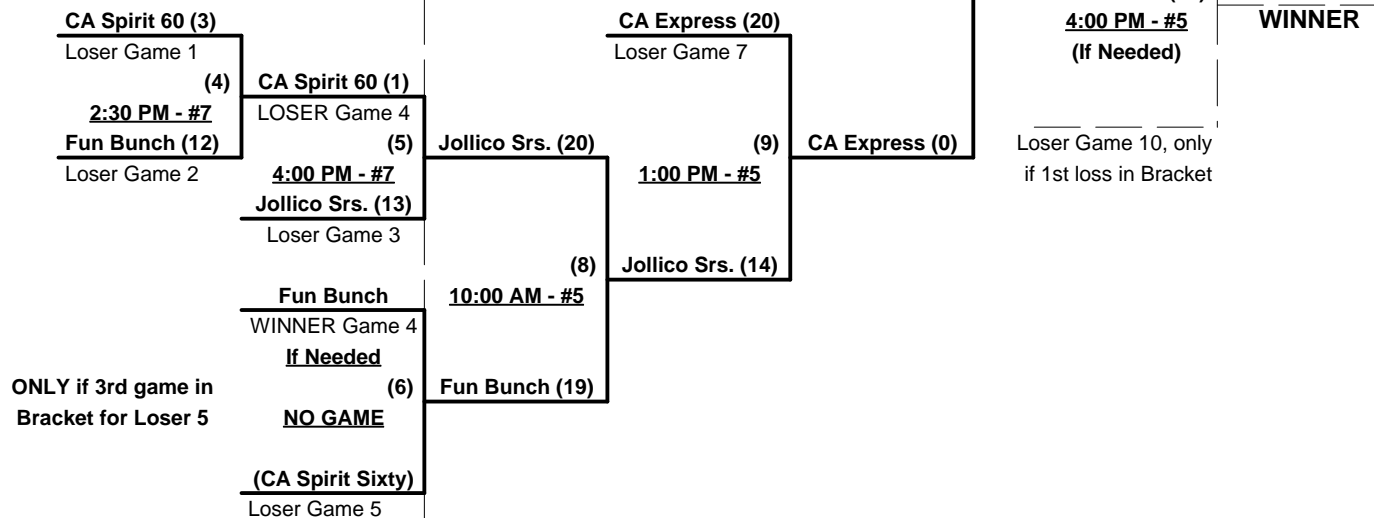 CA Spirit 60 (3)
Loser Game 1
(4)
2:30 PM - #7
Fun Bunch (12)
Loser Game 2
CA Spirit 60 (1)
LOSER Game 4
(5)
4:00 PM - #7
Jollico Srs. (13)
Loser Game 3
Fun Bunch
WINNER Game 4
If Needed
(6)
NO GAME
(CA Spirit Sixty)
Loser Game 5
ONLY if 3rd game in
Bracket for Loser 5
Jollico Srs. (20)
(8)
10:00 AM - #5
Fun Bunch (19)
CA Express (20)
Loser Game 7
(9)
1:00 PM - #5
Jollico Srs. (14)
CA Express (0)
4:00 PM - #5
(If Needed)
Loser Game 10, only
if 1st loss in Bracket
WINNER